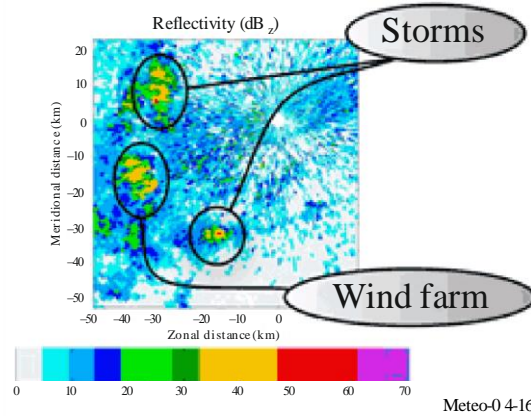 Reflectivity (dB z)
Storms
20
10
0
–10
–20
–30
–40
–50
Meridional distance (km)
Wind farm
–50 –40 –30 –20 –10 0
Zonal distance (km)
0 10 20 30 40 50 60 70
Meteo-0 4-16